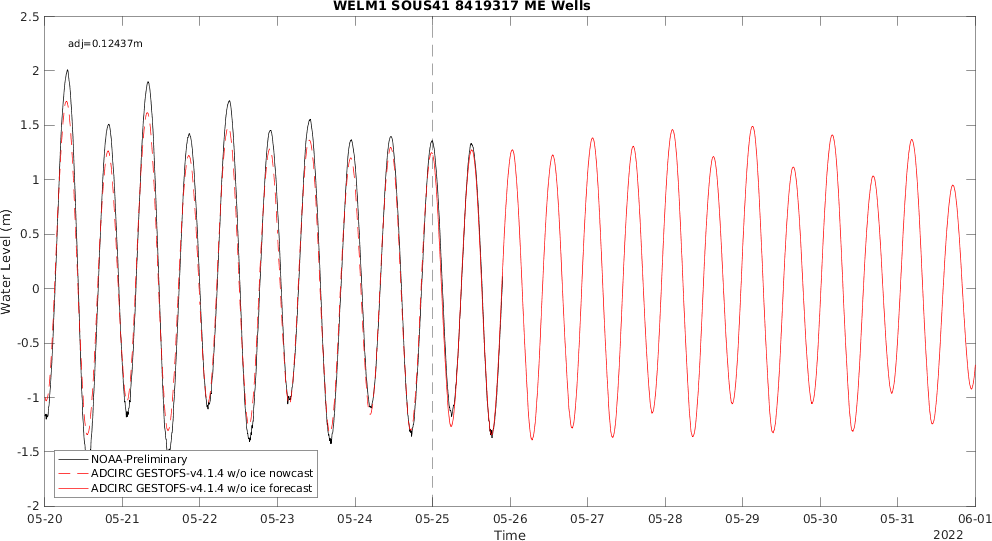 WELM1 SOUS41 8419317 ME Wells
2.5
adj=0.12437m
2
1.5
1
0.5
0
-0.5
-1
-1.5
-2
Water Level (m)
NOAA-Preliminary
ADCIRC GESTOFS-v4.1.4 w/o ice nowcast
ADCIRC GESTOFS-v4.1.4 w/o ice forecast
05-20 05-21 05-22 05-23 05-24 05-25 05-26 05-27 05-28 05-29 05-30 05-31 06-01
Time
2022